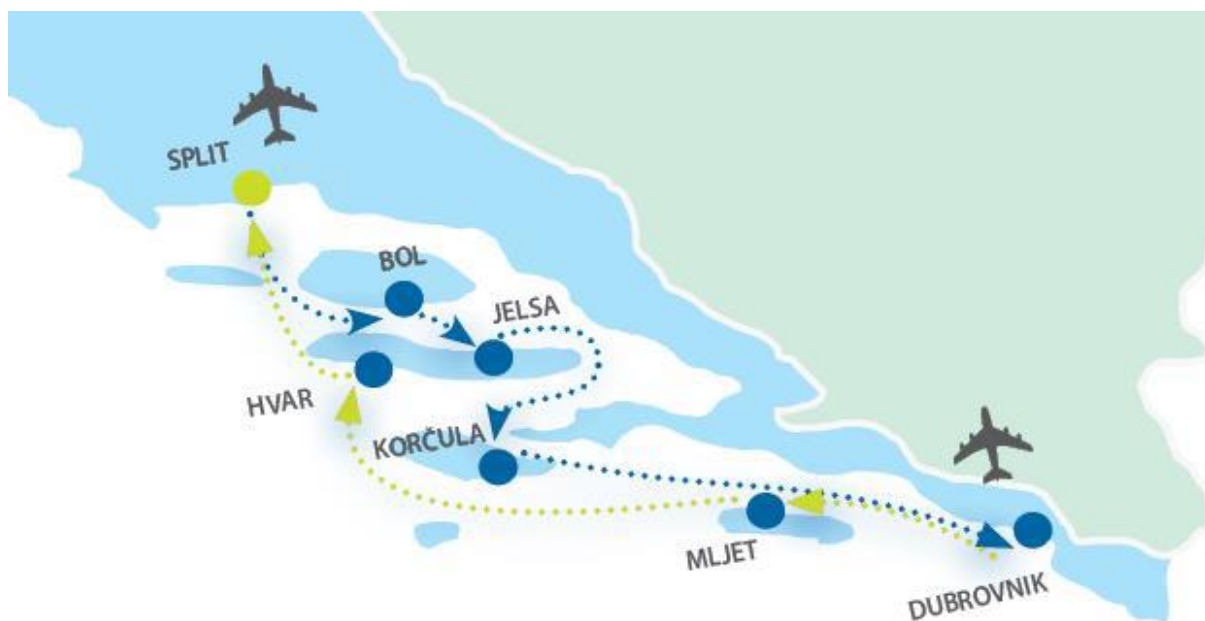 SPLIT
BOL
JELSA
HVAR
KORČULA
MLJET
DUBROVNIK